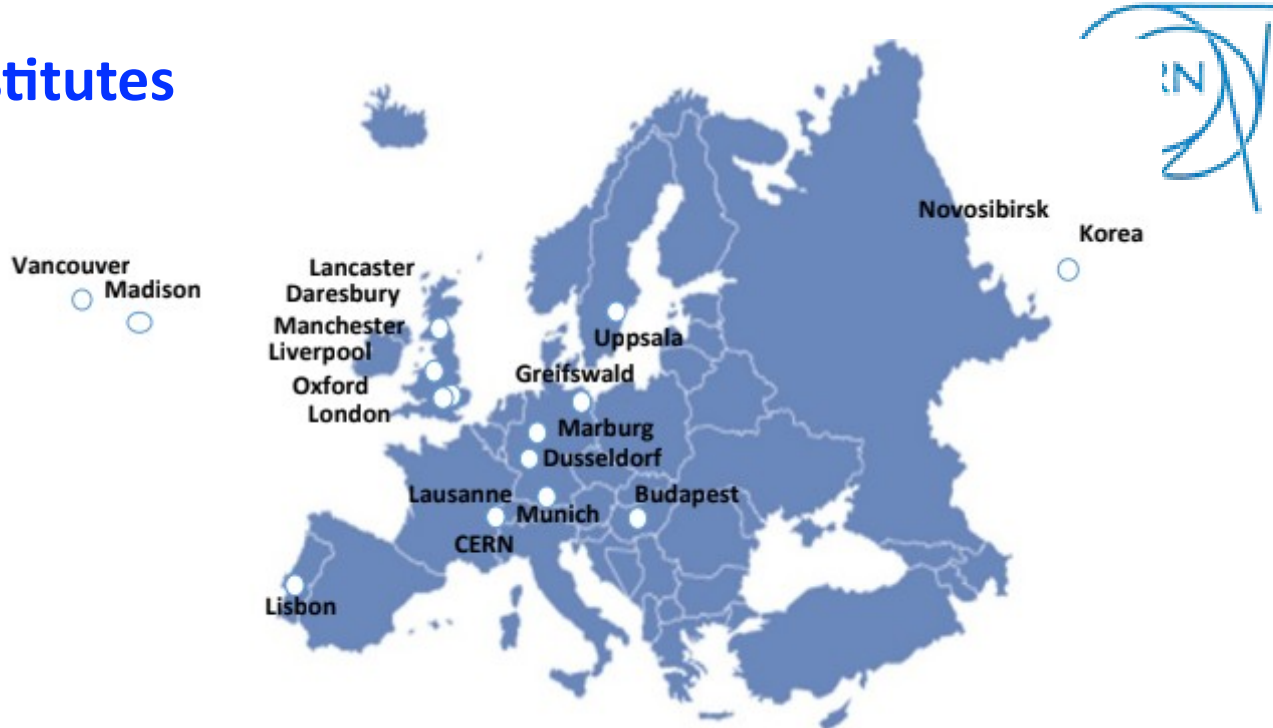 stitutes
RN
Novosibirsk
Korea
Vancouver
Madison
Lancaster
Daresbury
Manchester
Liverpool
Oxford
London
Uppsala
Greifswald
Marburg
Dusseldorf
Lausanne
Munich
Budapest
CERN
Lisbon